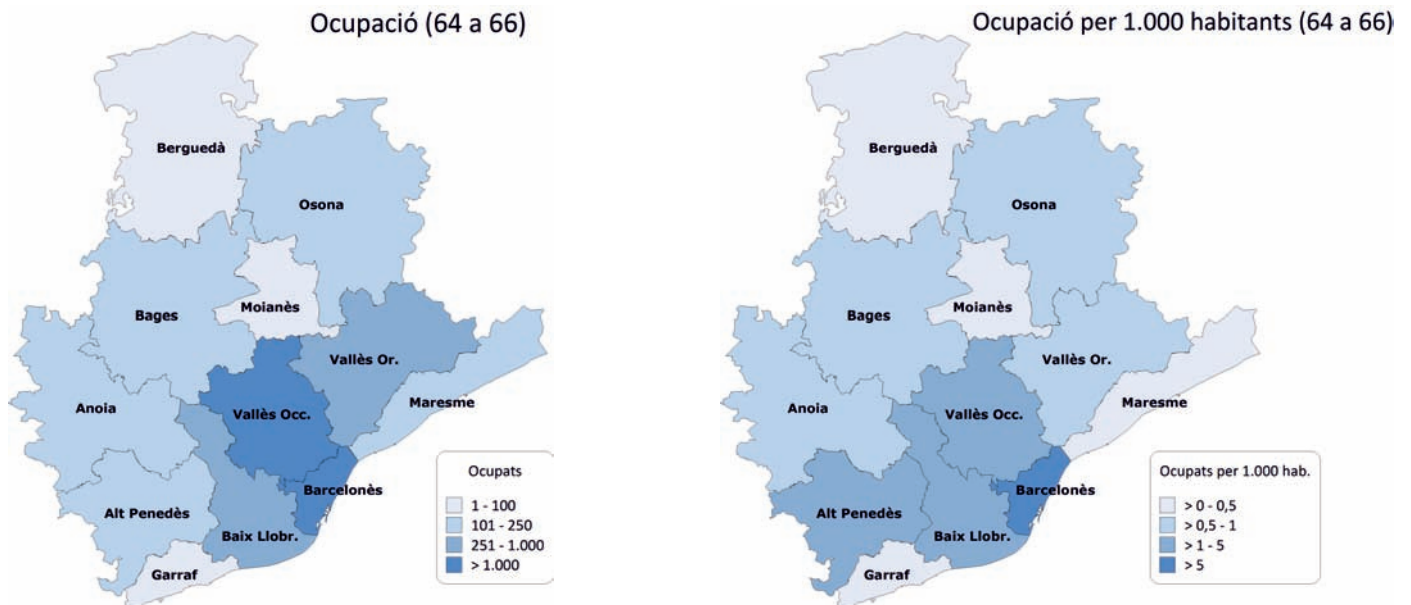 Ocupació (64 a 66)
Berguedà
Osona
Moianès
Bages
Vallès Or.
Anoia
Vallès Occ.
Maresme
Barcelonès
Alt Penedès
Baix Llobr.
Garraf
Ocupats
1 - 100
101 - 250
251 - 1.000
> 1.000
Ocupació per 1.000 habitants (64 a 66)
Berguedà
Osona
Moianès
Bages
Vallès Or.
Maresme
Anoia
Vallès Occ.
Barcelonès
Alt Penedès
Baix Llobr.
Garraf
Ocupats per 1.000 hab.
> 0 - 0,5
> 0,5 - 1
> 1 - 5
> 5